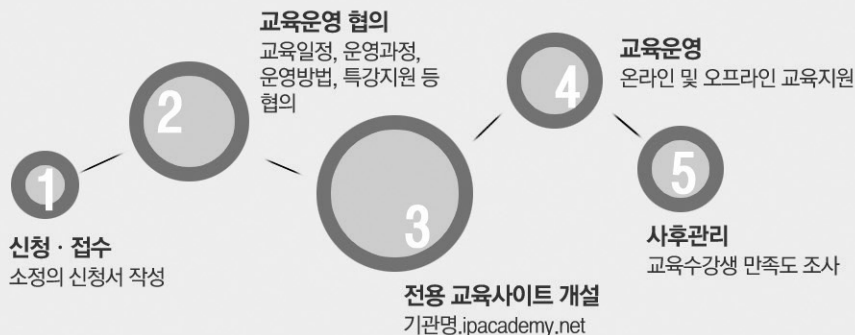 1
신청 · 접수
소정의 신청서 작성
2
교육운영 협의
교육일정, 운영과정,
운영방법, 특강지원 등
협의
3
전용 교육사이트 개설
기관명.ipacademy.net
4
교육운영
온라인 및 오프라인 교육지원
5
사후관리
교육수강생 만족도 조사